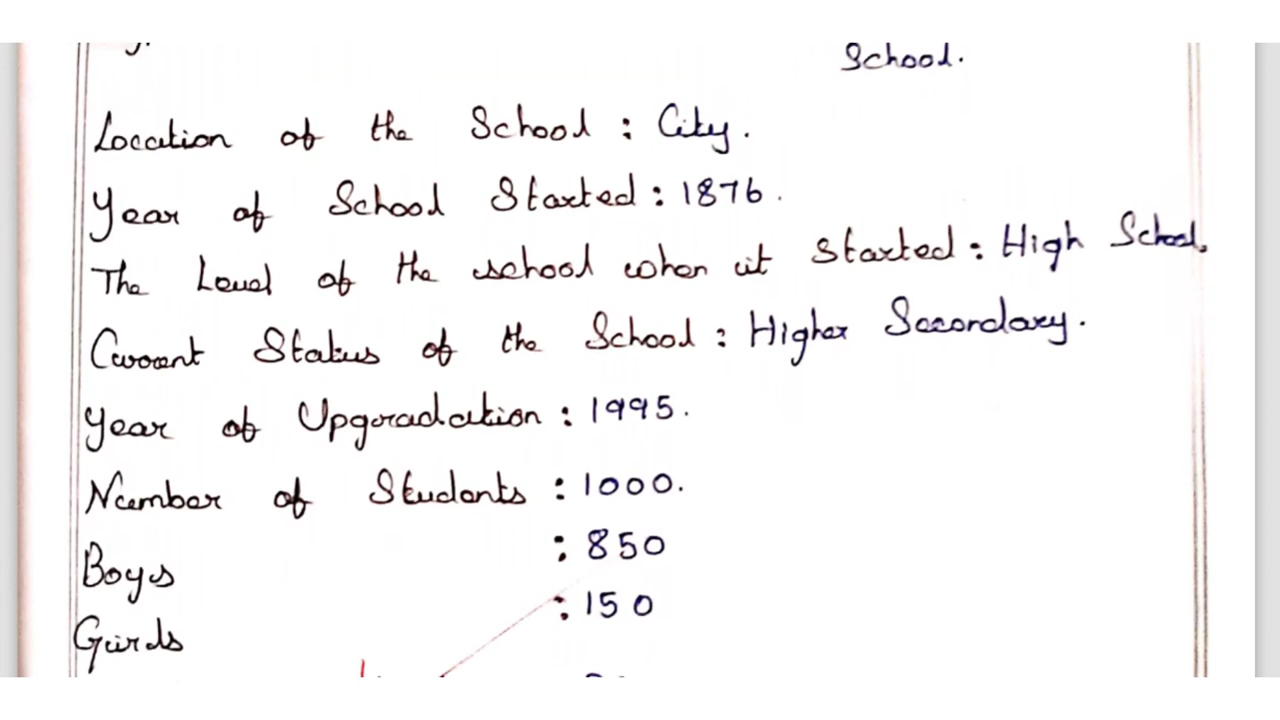 School.
Location of the School : City.
Year of School Started : 1876.
The Level of the school when it Started : High School.
Current Status of the School : Higher Secondary.
Year of Upgradation : 1995.
Number of Students : 1000.
Boys : 850
Girls : 150